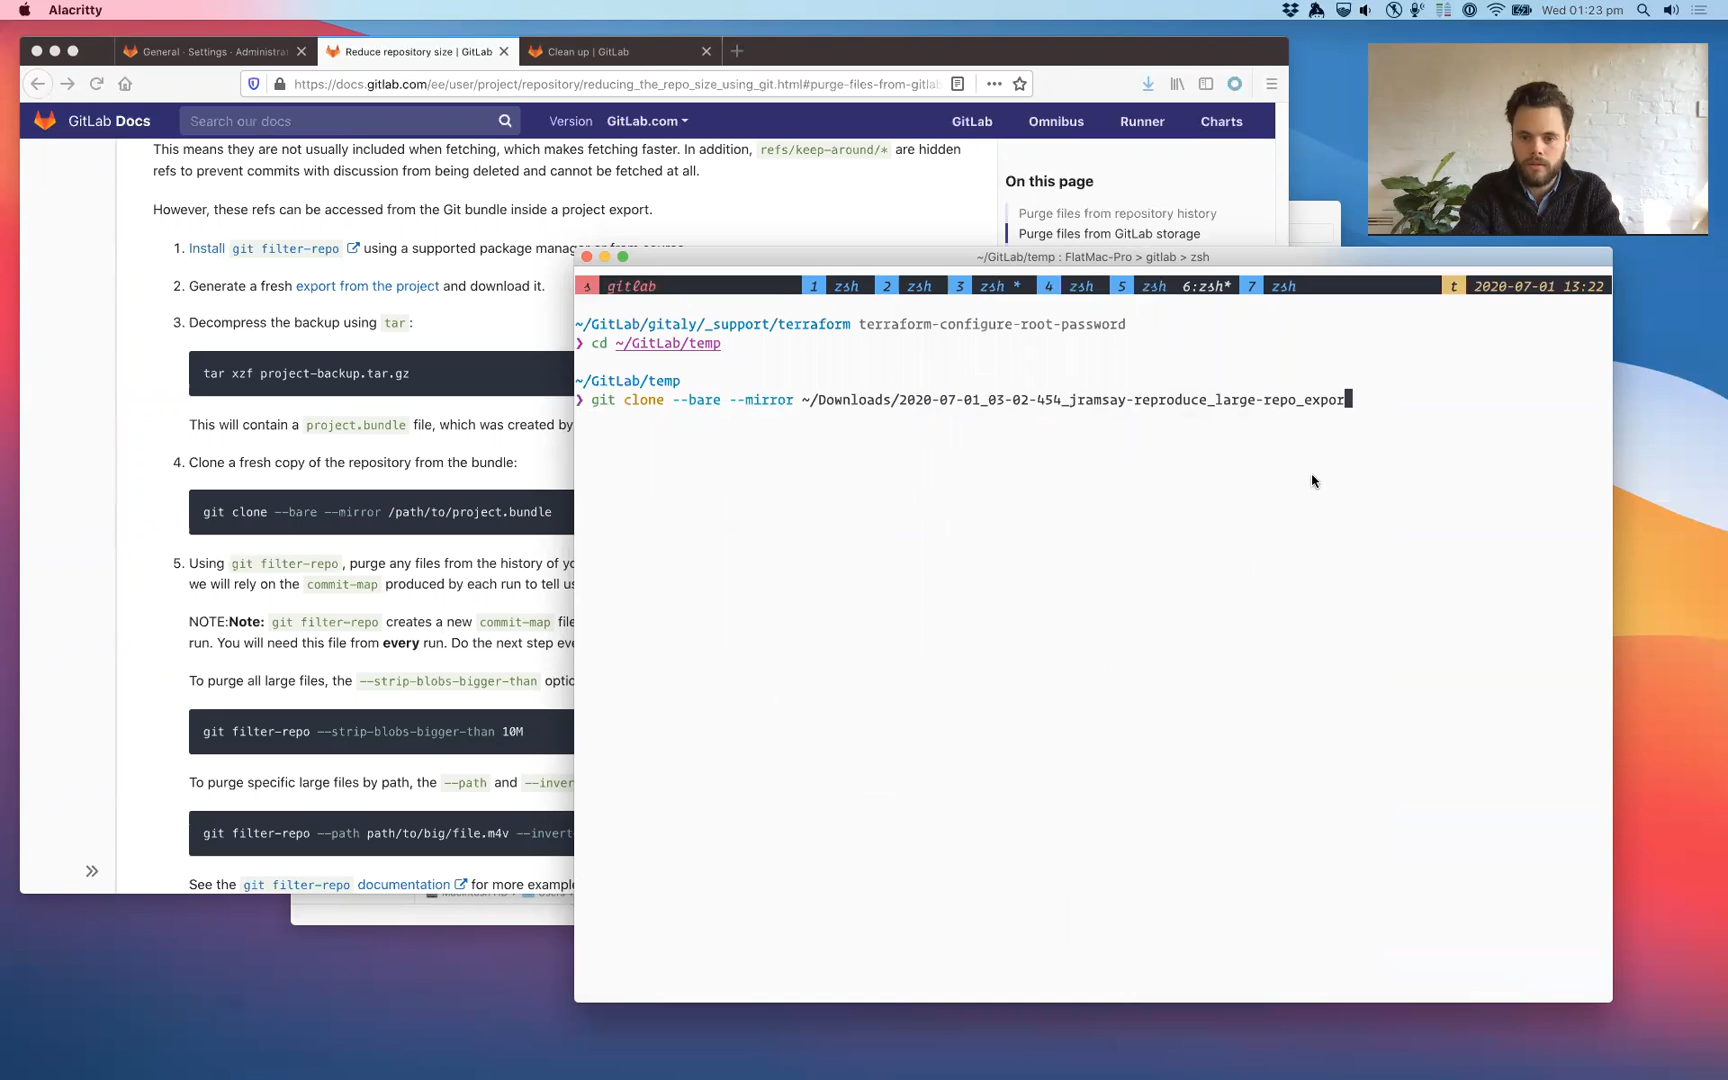 Alacritty
Wed 01:23 pm
General · Settings · Administrat
Reduce repository size | GitLab
Clean up | GitLab
https://docs.gitlab.com/ee/user/project/repository/reducing_the_repo_size_using_git.html#purge-files-from-gitlab
GitLab Docs
Search our docs
Version GitLab.com
GitLab
Omnibus
Runner
Charts
This means they are not usually included when fetching, which makes fetching faster. In addition, refs/keep-around/* are hidden
refs to prevent commits with discussion from being deleted and cannot be fetched at all.
However, these refs can be accessed from the Git bundle inside a project export.
1. Install git filter-repo using a supported package manager or from source.
2. Generate a fresh export from the project and download it.
3. Decompress the backup using tar:
tar xzf project-backup.tar.gz
This will contain a project.bundle file, which was created by
4. Clone a fresh copy of the repository from the bundle:
git clone --bare --mirror /path/to/project.bundle
5. Using git filter-repo, purge any files from the history of yo
we will rely on the commit-map produced by each run to tell us
NOTE:Note: git filter-repo creates a new commit-map file
run. You will need this file from every run. Do the next step eve
To purge all large files, the --strip-blobs-bigger-than optio
git filter-repo --strip-blobs-bigger-than 10M
To purge specific large files by path, the --path and --inver
git filter-repo --path path/to/big/file.m4v --invert-
See the git filter-repo documentation for more example
On this page
Purge files from repository history
Purge files from GitLab storage
~/GitLab/temp : FlatMac-Pro > gitlab > zsh
s gitlab 1 zsh 2 zsh 3 zsh * 4 zsh 5 zsh 6:zsh* 7 zsh t 2020-07-01 13:22
~/GitLab/gitaly/_support/terraform terraform-configure-root-password
❯ cd ~/GitLab/temp
~/GitLab/temp
❯ git clone --bare --mirror ~/Downloads/2020-07-01_03-02-454_jramsay-reproduce_large-repo_expor